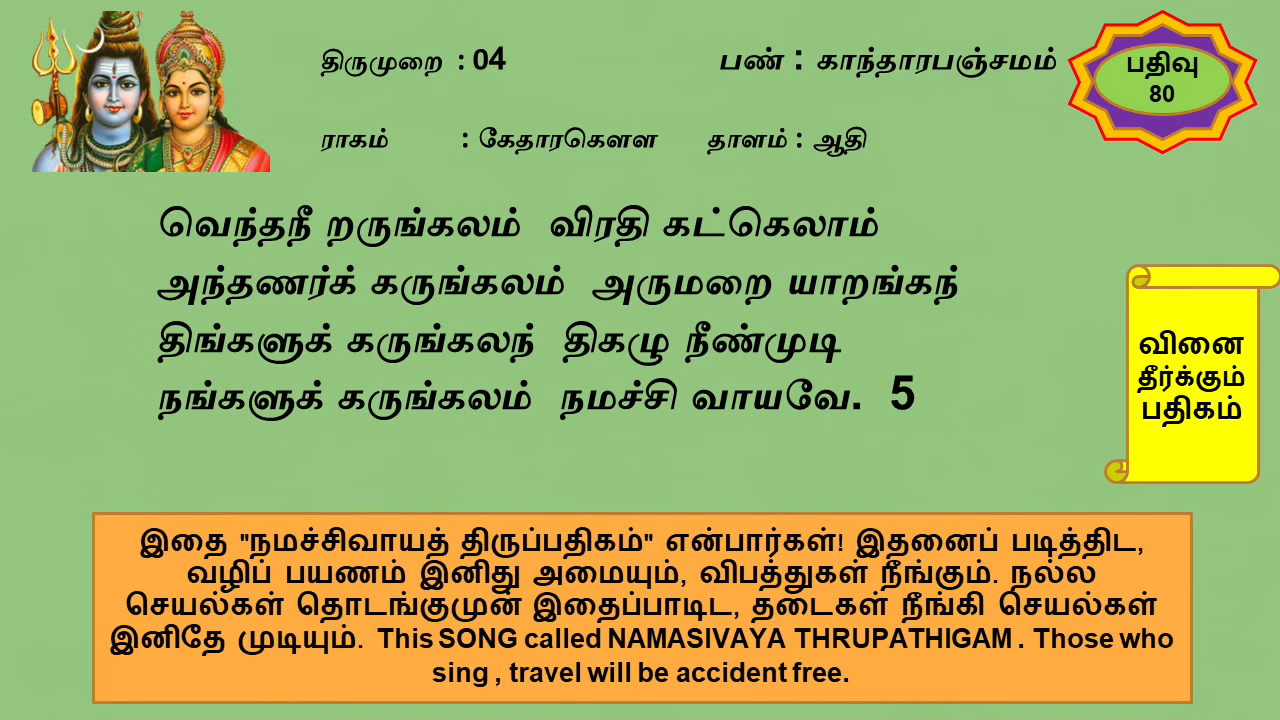 திருமுறை : 04 பண் : காந்தாரபஞ்சமம்
பதிவு
80
ராகம் : கேதாரகௌள தாளம் : ஆதி
வெந்தநீ றருங்கலம் விரதி கட்கெலாம்
அந்தணர்க் கருங்கலம் அருமறை யாறங்கந்
திங்களுக் கருங்கலந் திகழு நீண்முடி
நங்களுக் கருங்கலம் நமச்சி வாயவே. 5
வினை
தீர்க்கும்
பதிகம்
இதை "நமச்சிவாயத் திருப்பதிகம்" என்பார்கள்! இதனைப் படித்திட,
வழிப் பயணம் இனிது அமையும், விபத்துகள் நீங்கும். நல்ல
செயல்கள் தொடங்குமுன் இதைப்பாடிட, தடைகள் நீங்கி செயல்கள்
இனிதே முடியும். This SONG called NAMASIVAYA THRUPATHIGAM . Those who
sing , travel will be accident free.